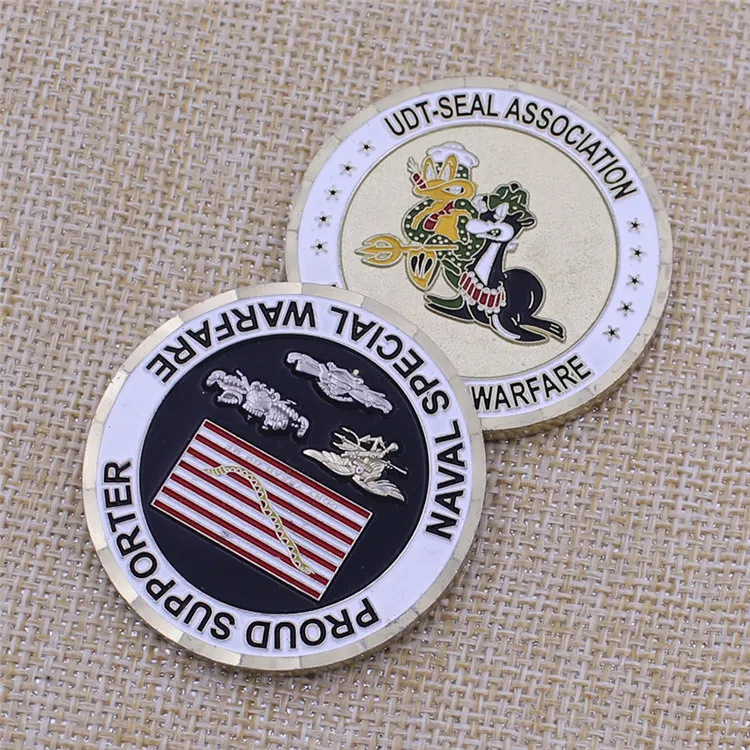 UDT-SEAL ASSOCIATION
WARFARE
NAVAL SPECIAL WARFARE
PROUD SUPPORTER